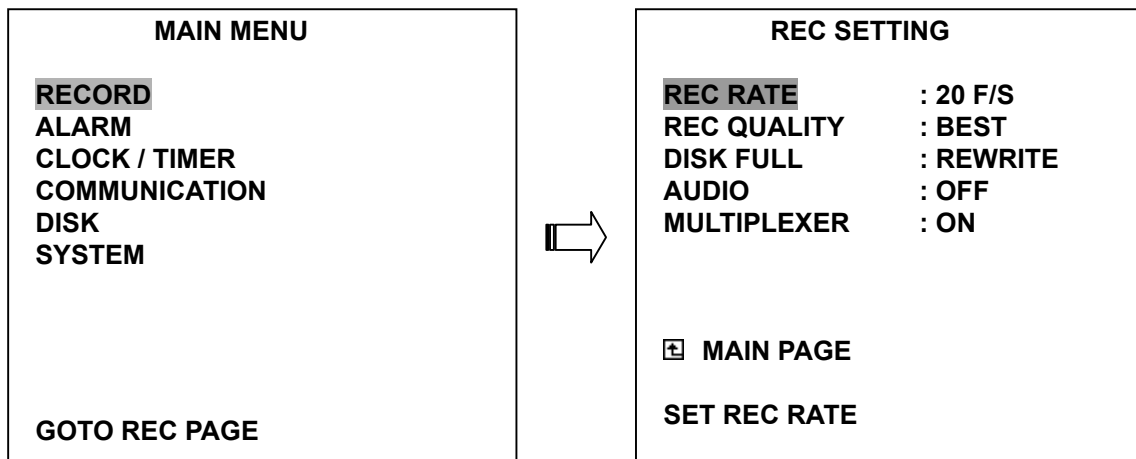 MAIN MENU
RECORD
ALARM
CLOCK / TIMER
COMMUNICATION
DISK
SYSTEM
GOTO REC PAGE
REC SETTING
REC RATE : 20 F/S
REC QUALITY : BEST
DISK FULL : REWRITE
AUDIO : OFF
MULTIPLEXER : ON
MAIN PAGE
SET REC RATE